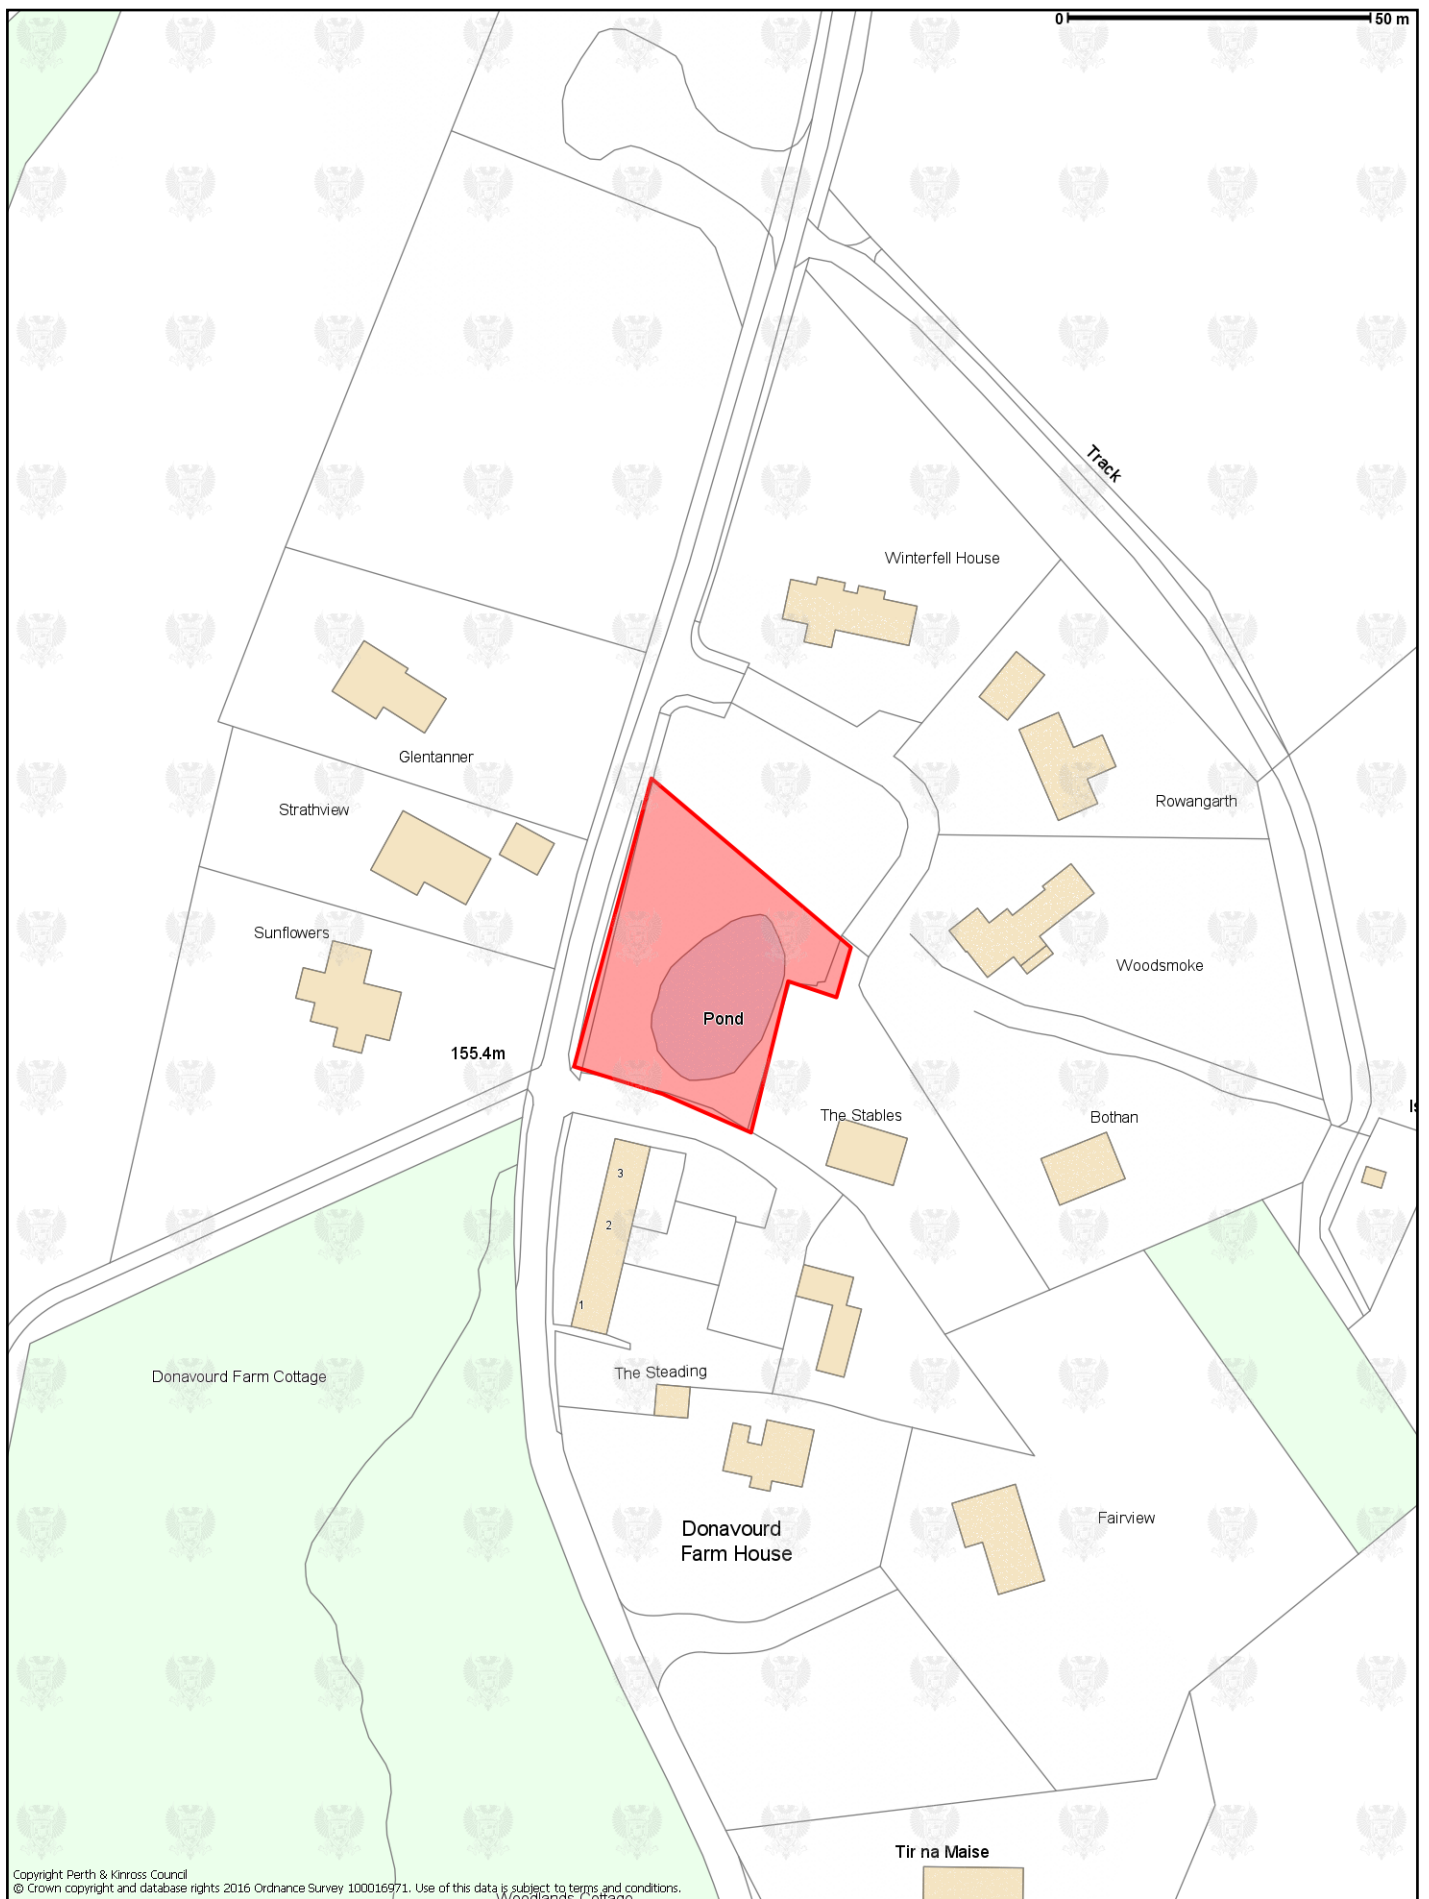 0 50 m
Track
Winterfell House
Glentanner
Strathview
Rowangarth
Sunflowers
Woodsmoke
Pond
155.4m
The Stables
Bothan
3
2
1
The Steading
Donavourd Farm Cottage
Donavourd
Farm House
Fairview
Tir na Maise
Copyright Perth & Kinross Council
© Crown copyright and database rights 2016 Ordnance Survey 100016971. Use of this data is subject to terms and conditions.
Woodlands Cottage